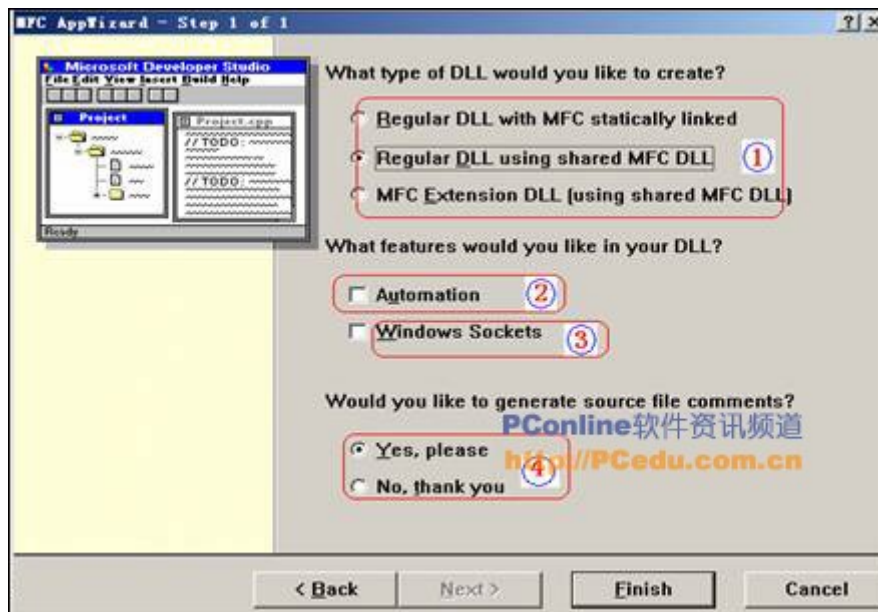 MFC AppWizard - Step 1 of 1
Microsoft Developer Studio
File Edit View Insert Build Help
Project
Project.cpp
// TODO:
// TODO:
Ready
What type of DLL would you like to create?
Regular DLL with MFC statically linked
Regular DLL using shared MFC DLL
MFC Extension DLL (using shared MFC DLL)
①
What features would you like in your DLL?
Automation ②
Windows Sockets ③
Would you like to generate source file comments?
PConline软件资讯频道
Yes, please
http://PCedu.com.cn
④
No, thank you
< Back Next > Finish Cancel